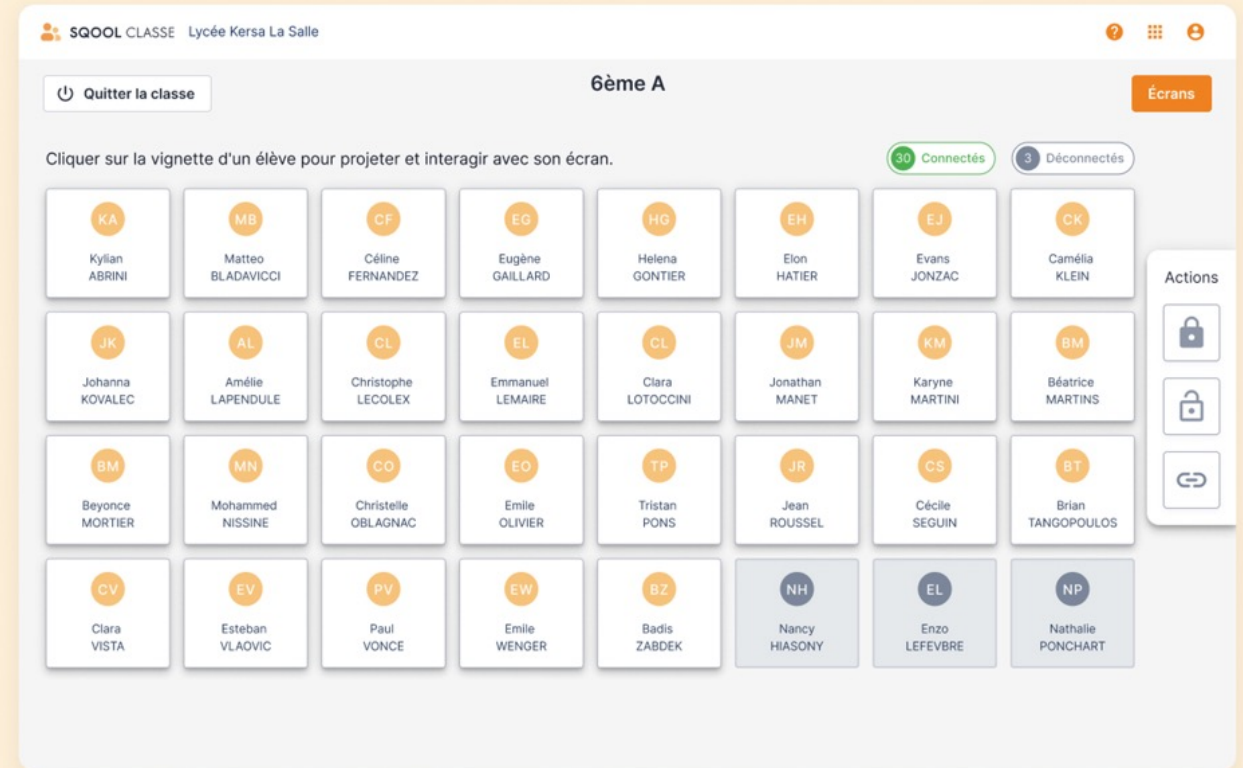 SQOOL CLASSE Lycée Kersa La Salle
Quitter la classe
6ème A
Écrans
Cliquer sur la vignette d'un élève pour projeter et interagir avec son écran.
30 Connectés
3 Déconnectés
KA
Kylian
ABRINI
MB
Matteo
BLADAVICCI
CF
Céline
FERNANDEZ
EG
Eugène
GAILLARD
HG
Helena
GONTIER
EH
Elon
HATIER
EJ
Evans
JONZAC
CK
Camélia
KLEIN
JK
Johanna
KOVALEC
AL
Amélie
LAPENDULE
CL
Christophe
LECOLEX
EL
Emmanuel
LEMAIRE
CL
Clara
LOTOCCINI
JM
Jonathan
MANET
KM
Karyne
MARTINI
BM
Béatrice
MARTINS
BM
Beyonce
MORTIER
MN
Mohammed
NISSINE
CO
Christelle
OBLAGNAC
EO
Emile
OLIVIER
TP
Tristan
PONS
JR
Jean
ROUSSEL
CS
Cécile
SEGUIN
BT
Brian
TANGOPOULOS
CV
Clara
VISTA
EV
Esteban
VLAOVIC
PV
Paul
VONCE
EW
Emile
WENGER
BZ
Badis
ZABDEK
NH
Nancy
HIASONY
EL
Enzo
LEFEVBRE
NP
Nathalie
PONCHART
Actions